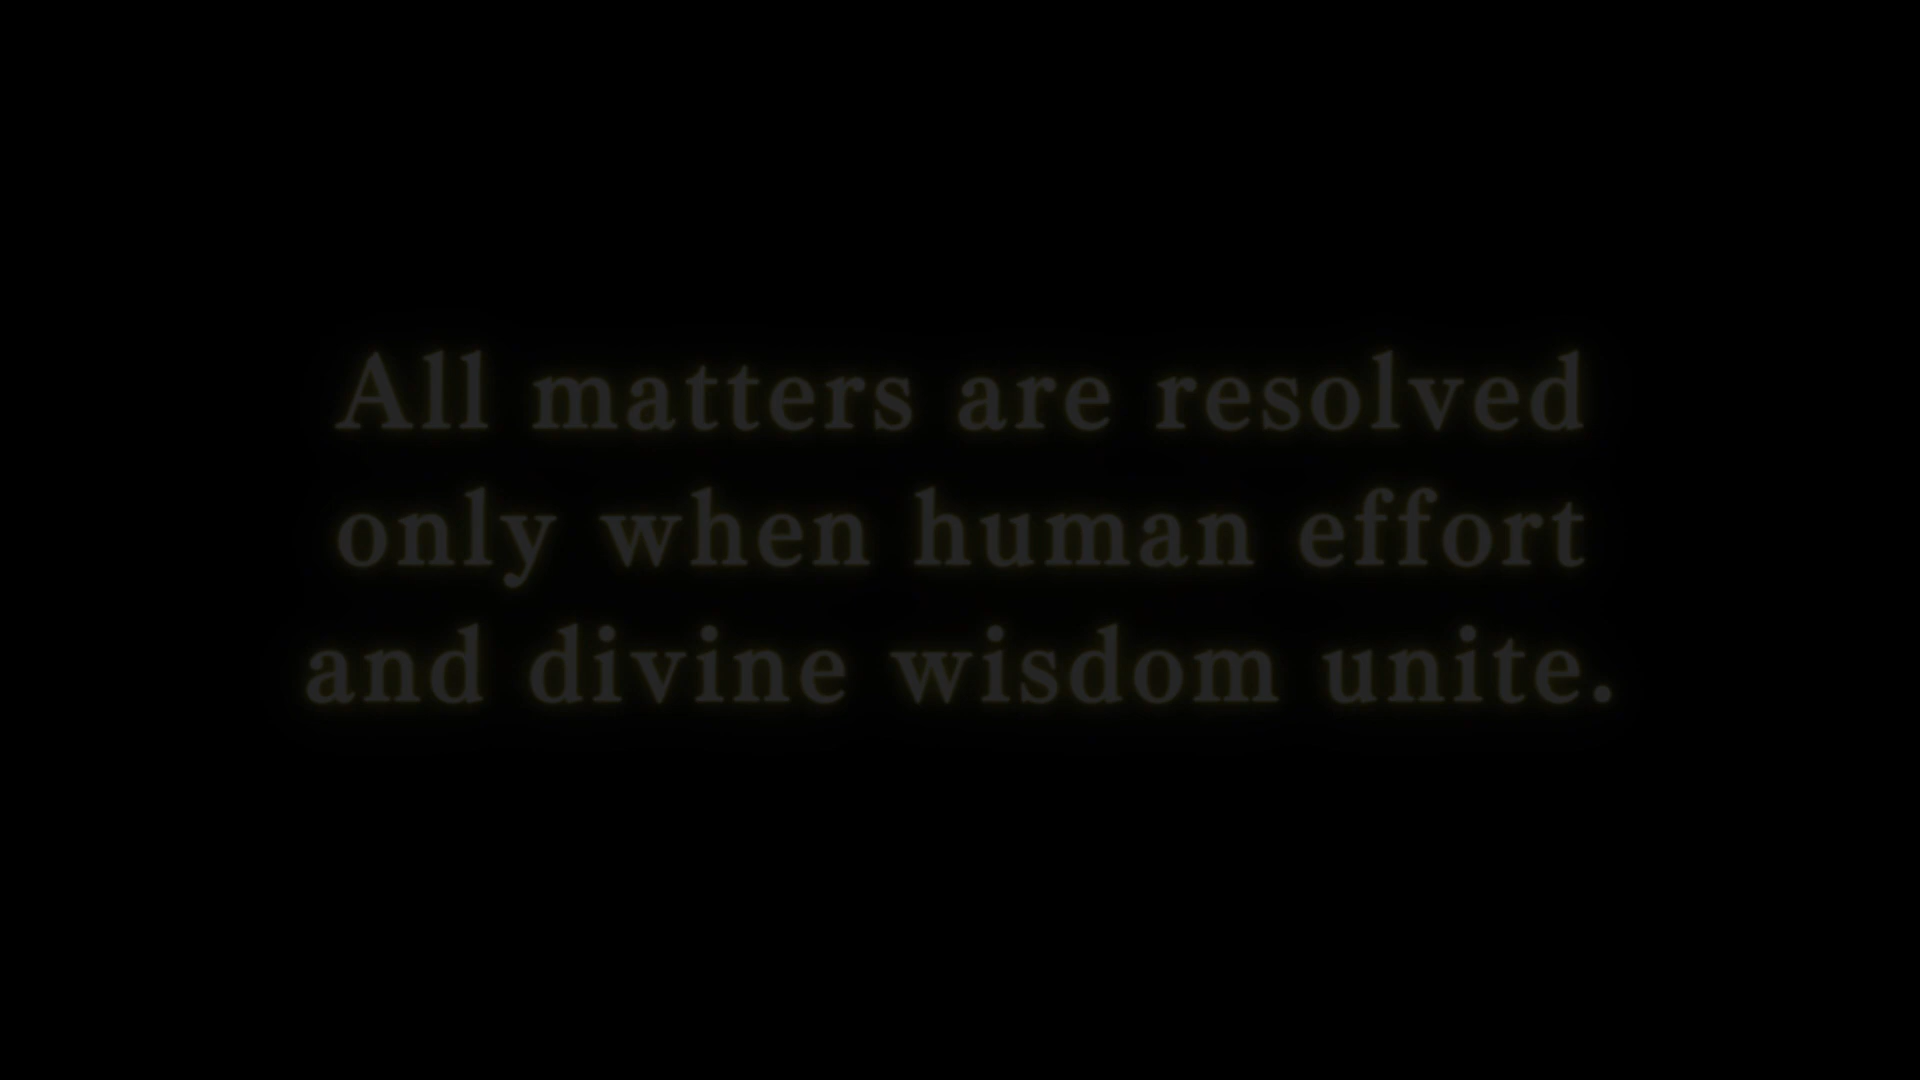 All matters are resolved
only when human effort
and divine wisdom unite.